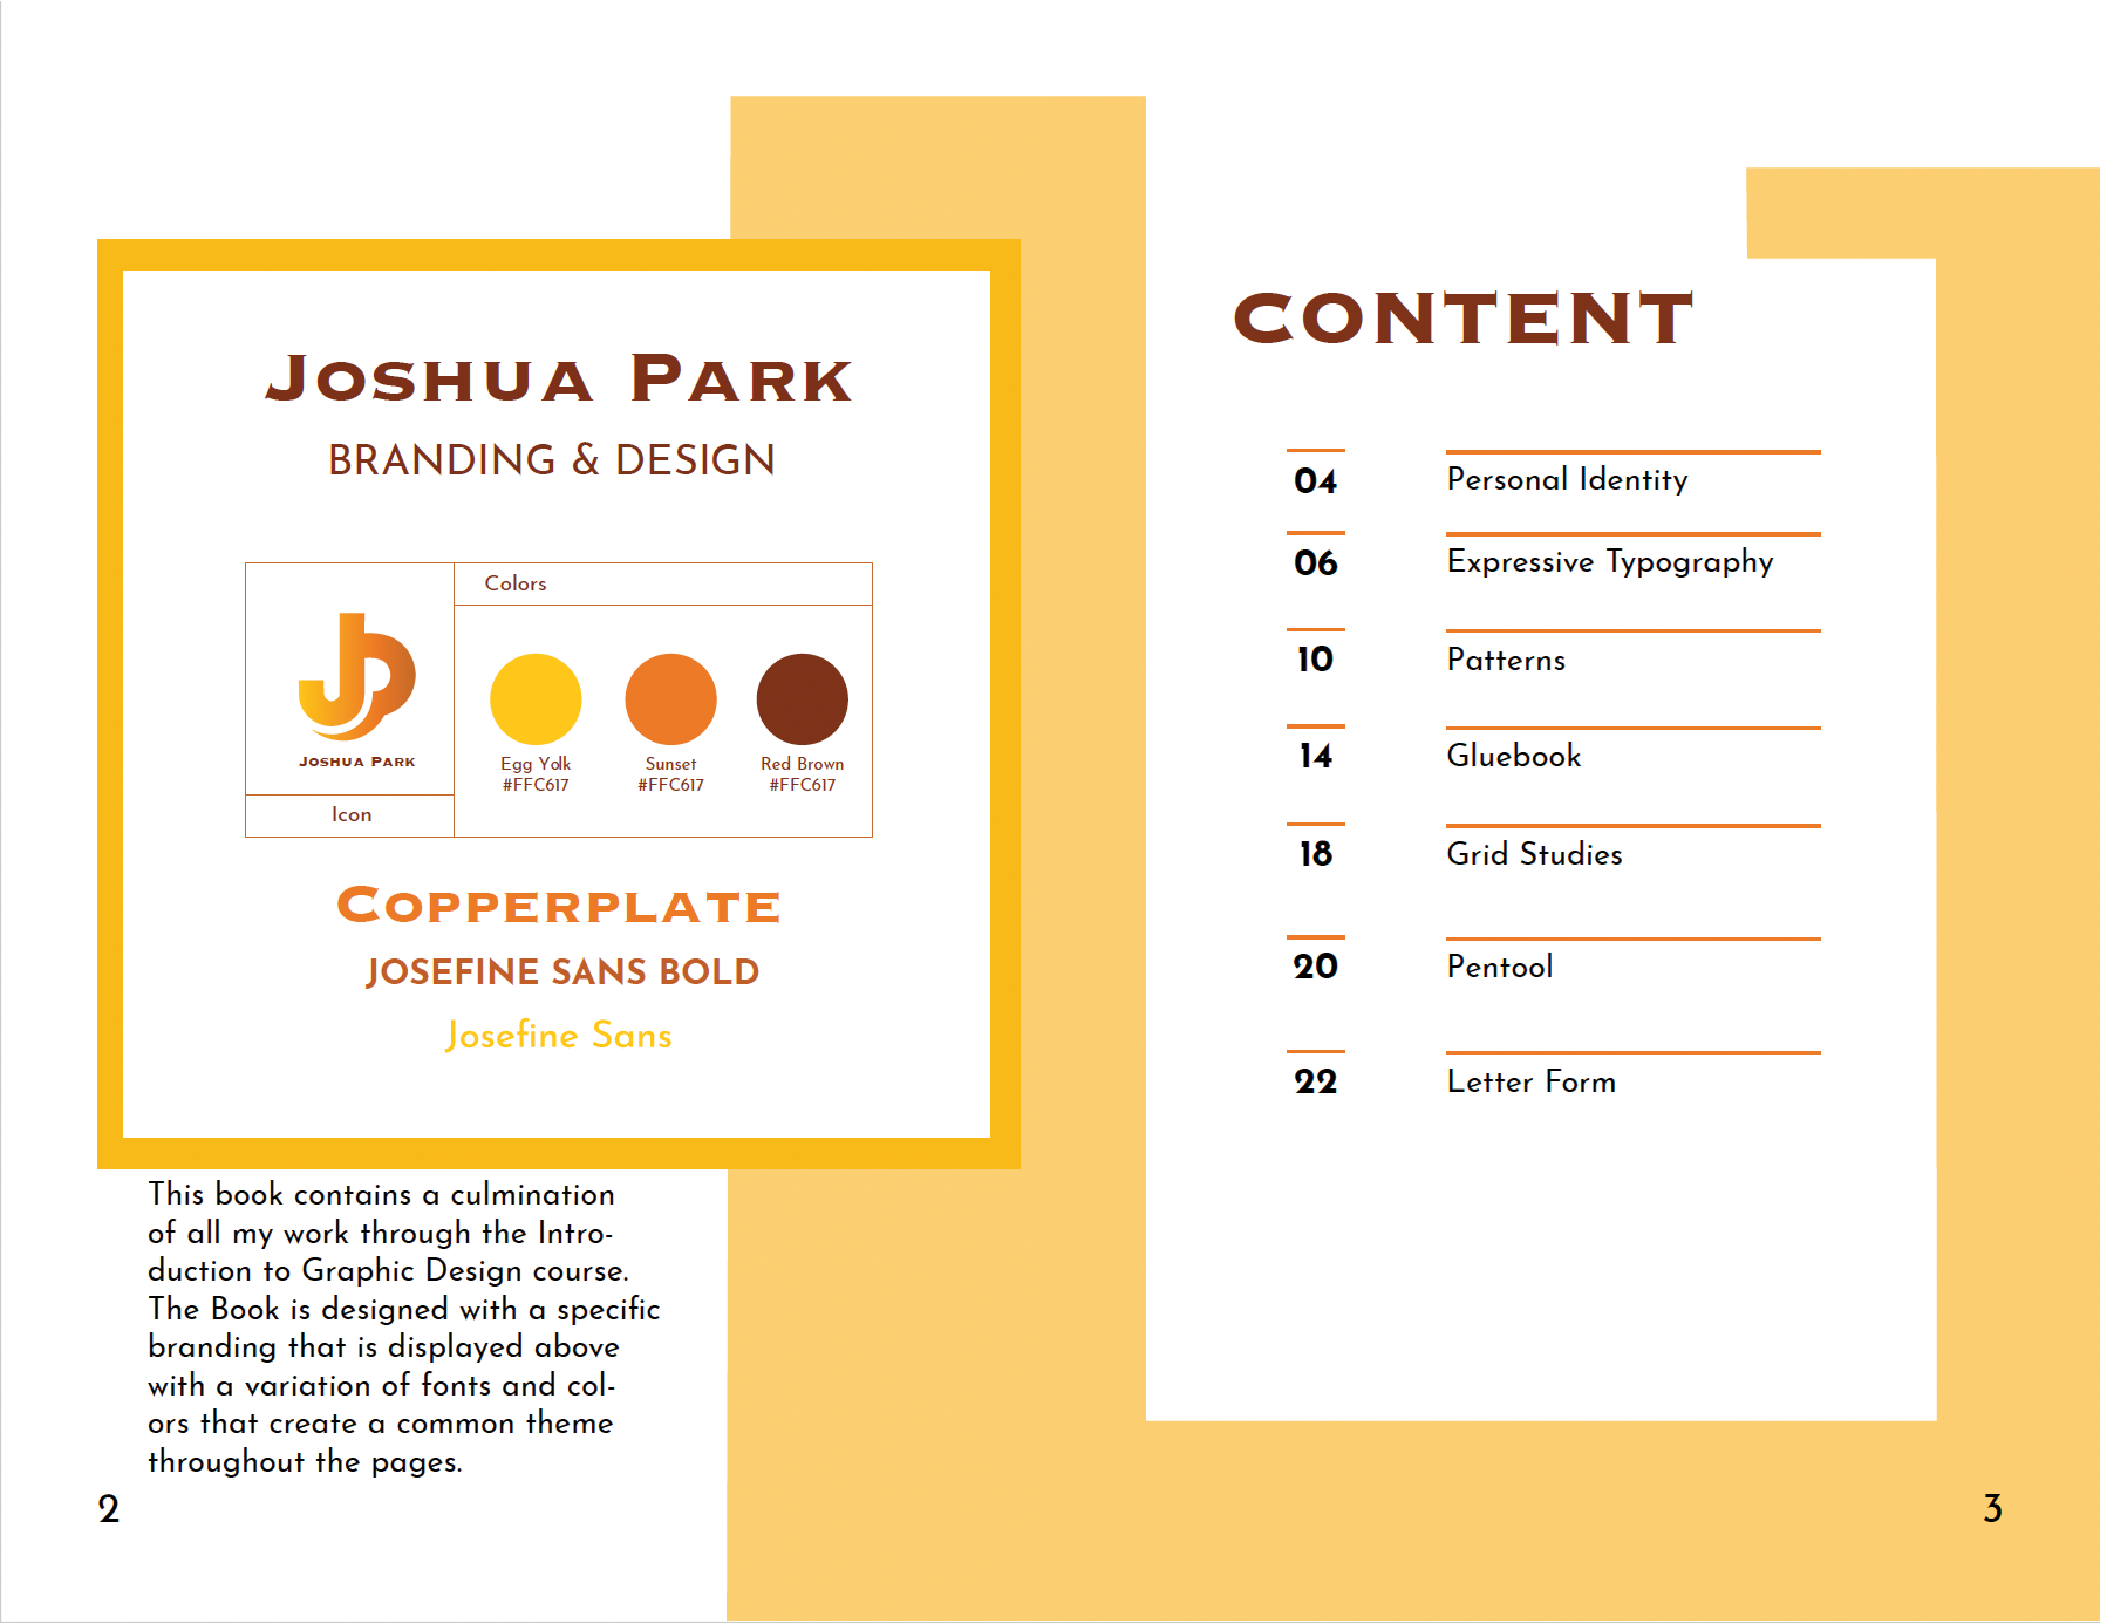 Joshua Park
BRANDING & DESIGN
Colors
Joshua Park
Icon
Egg Yolk
#FFC617
Sunset
#FFC617
Red Brown
#FFC617
Copperplate
JOSEFINE SANS BOLD
Josefine Sans
This book contains a culmination
of all my work through the Intro-
duction to Graphic Design course.
The Book is designed with a specific
branding that is displayed above
with a variation of fonts and col-
ors that create a common theme
throughout the pages.
2
CONTENT
04 Personal Identity
06 Expressive Typography
10 Patterns
14 Gluebook
18 Grid Studies
20 Pentool
22 Letter Form
3